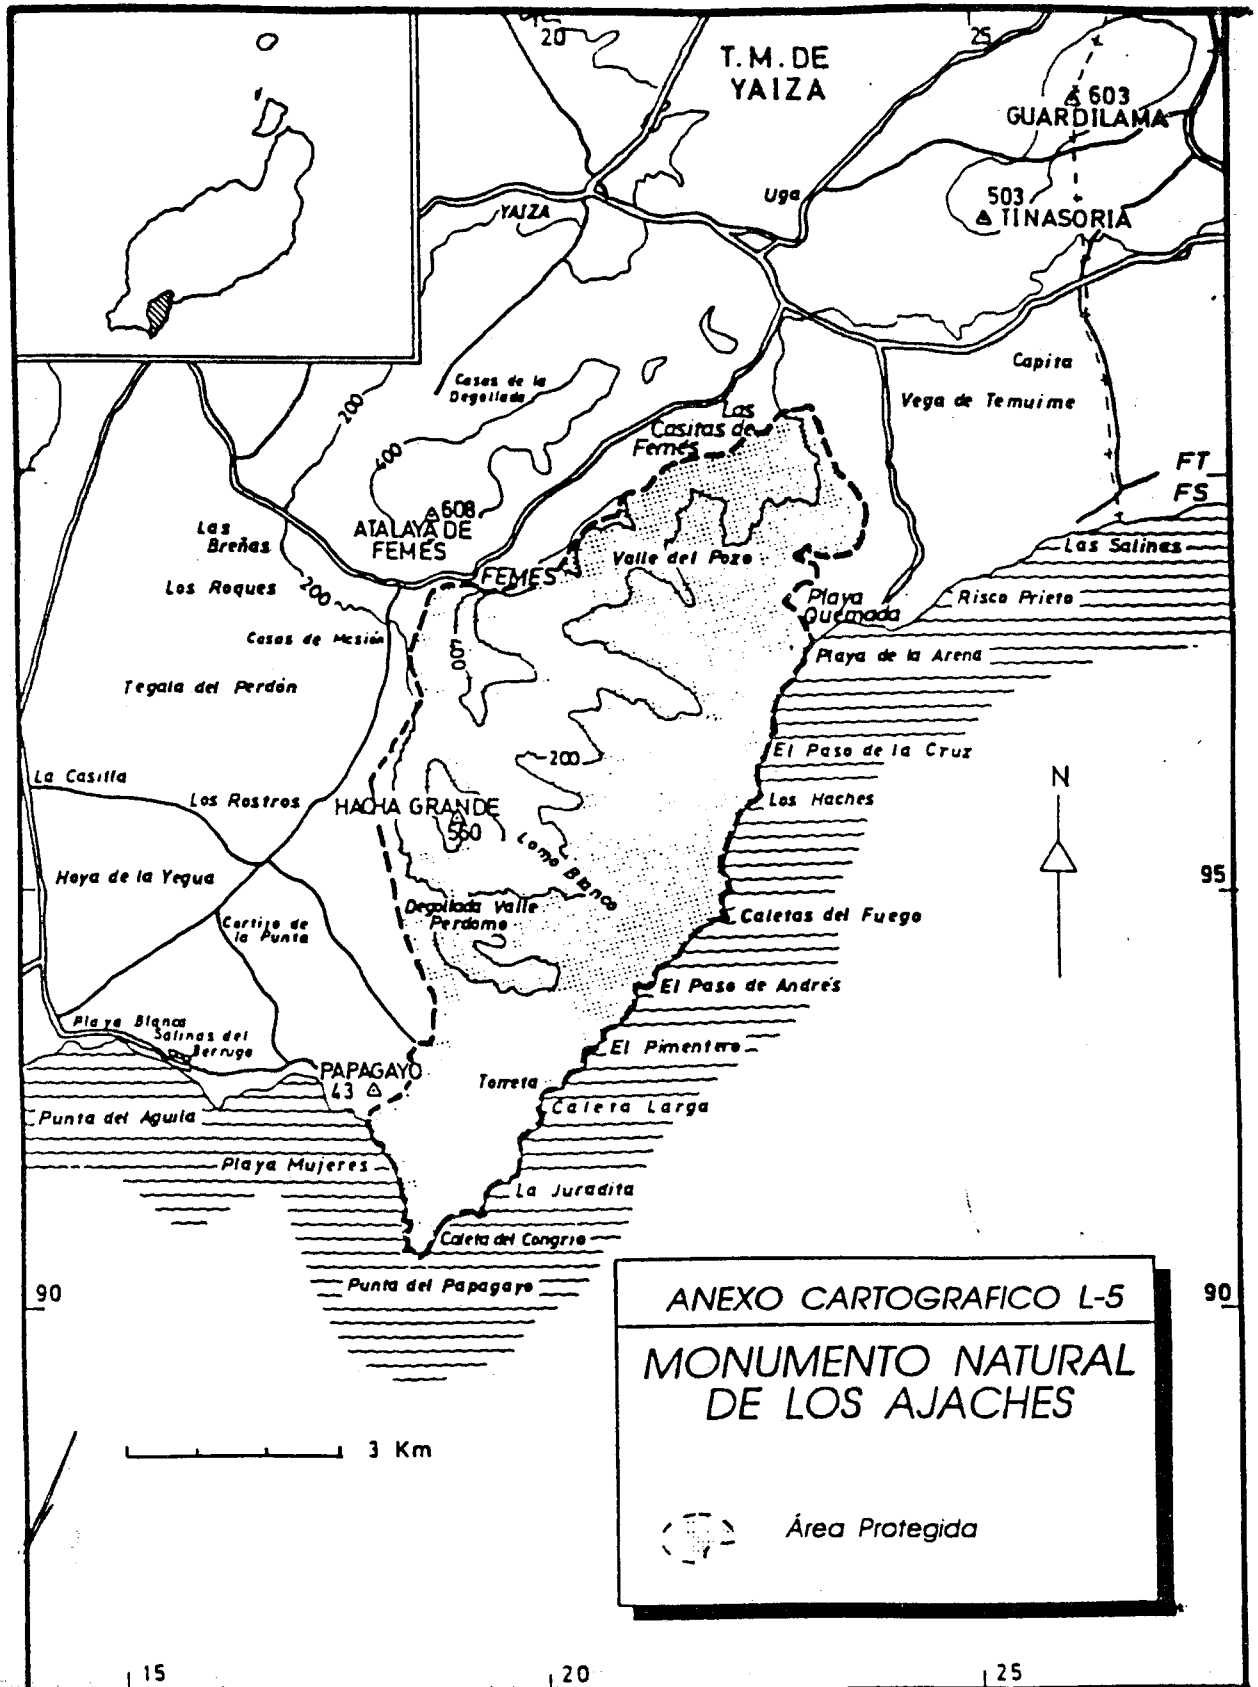 20
25
T.M. DE
YAIZA
603
GUARDILAMA
Uga
503
TINASORIA
YAIZA
Capita
Vega de Temuime
Casas de la
Degollada
200
400
Las
Casitas de
Femés
FT
FS
608
ATALAYA DE
FEMÉS
Las
Breñas
Los Roques
200
FEMES
Valle del Pozo
Las Salinas
Playa
Quemada
Risco Prieto
Casas de Masión
Playa de la Arena
Tegala del Perdón
El Paso de la Cruz
200
La Casilla
Los Rostros
HACHA GRANDE
560
Los Haches
N
Lomo Blanco
Hoya de la Yegua
95
Degollada Valle
Perdomo
Caletas del Fuego
Cortijo de
la Punta
El Paso de Andrés
Playa Blanca
Salinas del
Berrugo
El Pimentero
PAPAGAYO
43
Torreta
Caleta Larga
Punta del Aguila
Playa Mujeres
La Juradita
Caleta del Congrio
Punta del Papagayo
90
90
ANEXO CARTOGRAFICO L-5
MONUMENTO NATURAL
DE LOS AJACHES
3 Km
Área Protegida
15
20
25